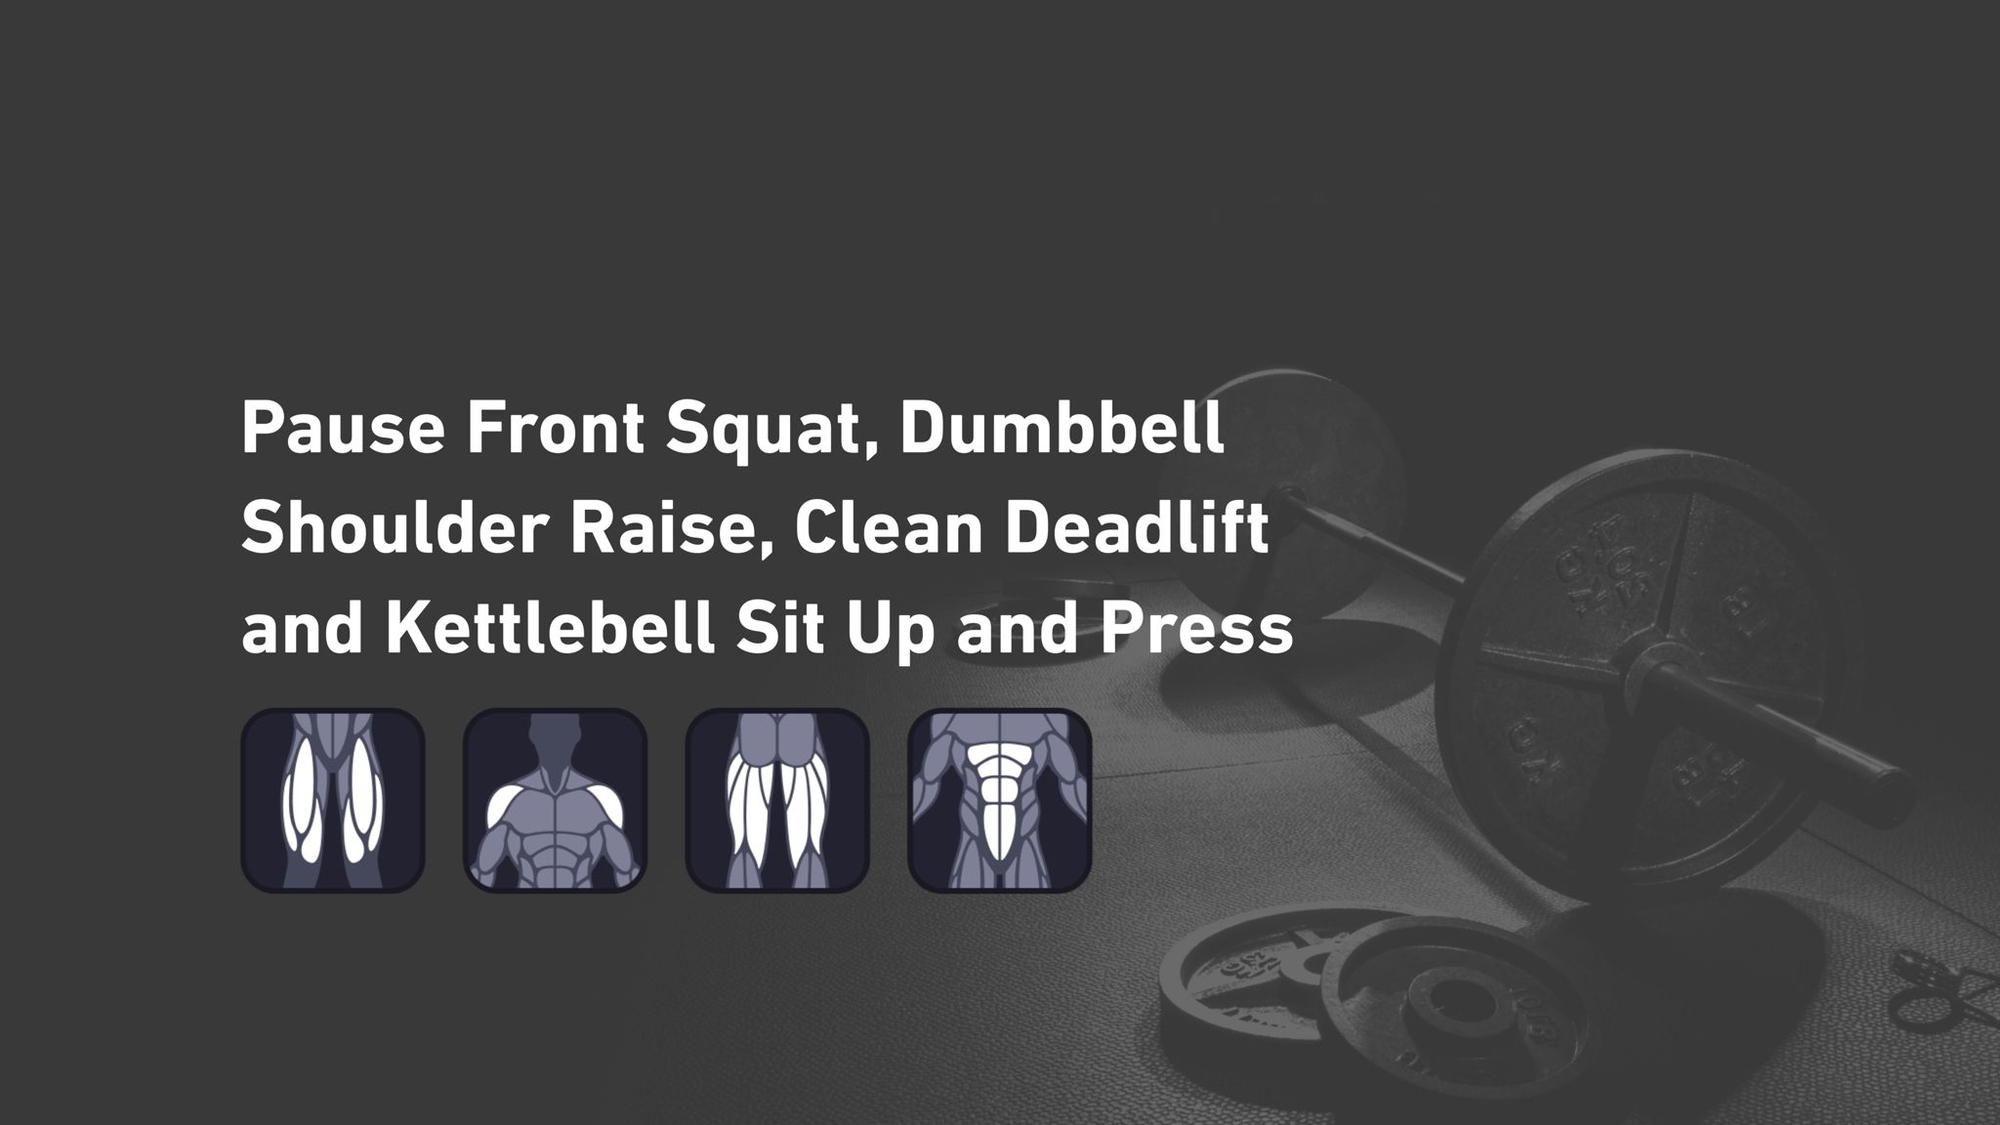 Pause Front Squat, Dumbbell
Shoulder Raise, Clean Deadlift
and Kettlebell Sit Up and Press